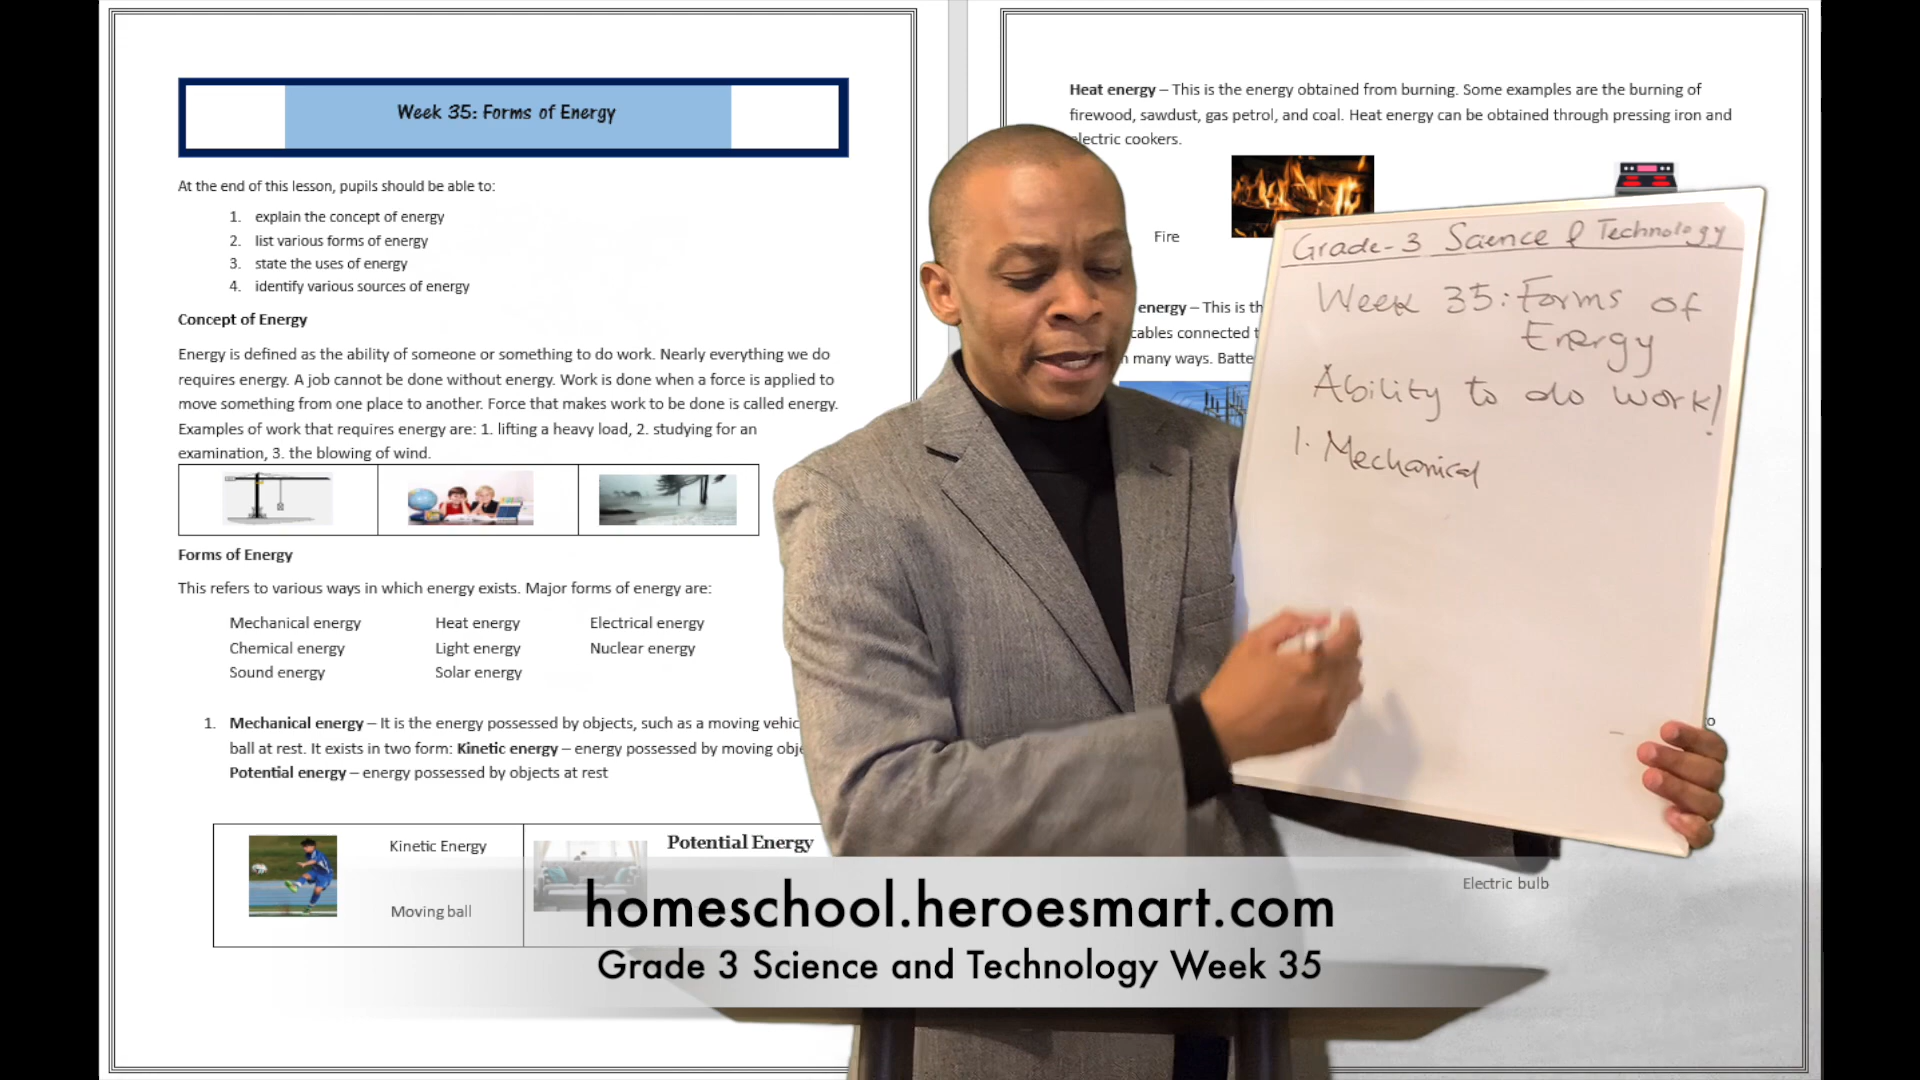 Week 35: Forms of Energy
At the end of this lesson, pupils should be able to:
1. explain the concept of energy
2. list various forms of energy
3. state the uses of energy
4. identify various sources of energy
Concept of Energy
Energy is defined as the ability of someone or something to do work. Nearly everything we do
requires energy. A job cannot be done without energy. Work is done when a force is applied to
move something from one place to another. Force that makes work to be done is called energy.
Examples of work that requires energy are: 1. lifting a heavy load, 2. studying for an
examination, 3. the blowing of wind.
Forms of Energy
This refers to various ways in which energy exists. Major forms of energy are:
Mechanical energy Heat energy Electrical energy
Chemical energy Light energy Nuclear energy
Sound energy Solar energy
1. Mechanical energy – It is the energy possessed by objects, such as a moving
ball at rest. It exists in two form: Kinetic energy – energy possessed by moving
Potential energy – energy possessed by objects at rest
Kinetic Energy
Moving ball
Potential Energy
Heat energy – This is the energy obtained from burning. Some examples are the burning of
firewood, sawdust, gas petrol, and coal. Heat energy can be obtained through pressing iron and
electric cookers.
Fire
energy – This is
cables connected
many ways.
Electric bulb
Grade-3 Science & Technology
Week 35: Forms of
Energy
Ability to do work!
1. Mechanical
homeschool.heroesmart.com
Grade 3 Science and Technology Week 35